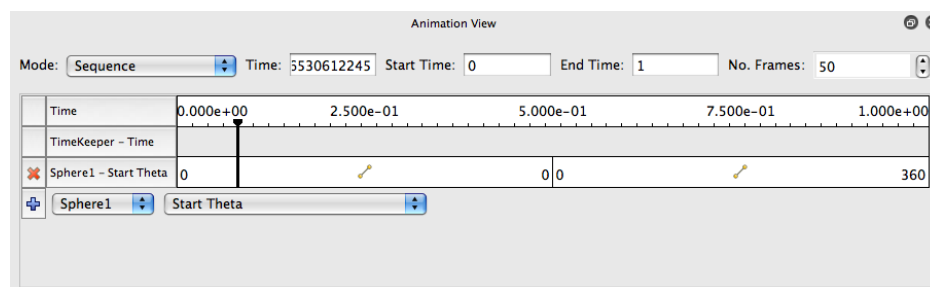 Animation View
Mode: Sequence Time: 6530612245 Start Time: 0 End Time: 1 No. Frames: 50
Time 0.000e+00 2.500e-01 5.000e-01 7.500e-01 1.000e+00
TimeKeeper - Time
Sphere1 - Start Theta 0 0 0 360
Sphere1 Start Theta